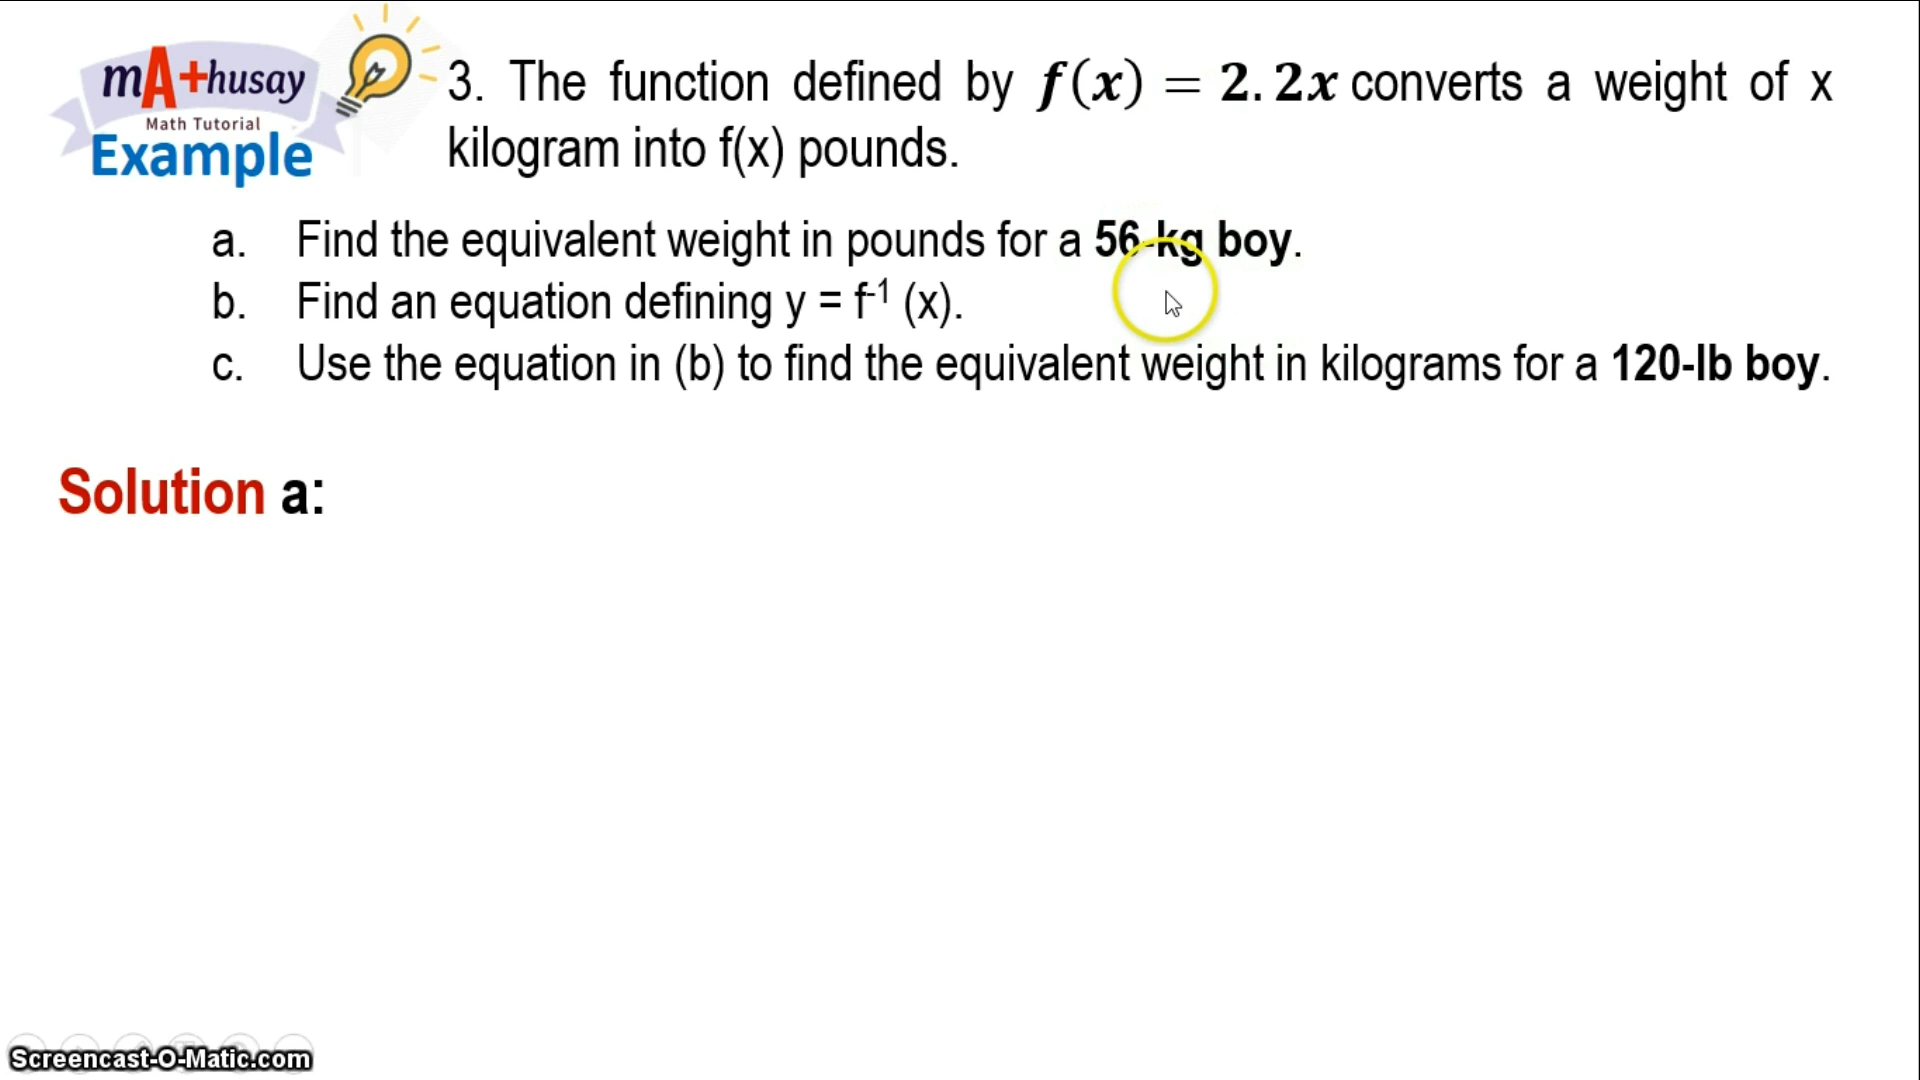 mA+husay
Math Tutorial
Example
3. The function defined by f(x) = 2.2x converts a weight of x
kilogram into f(x) pounds.
a. Find the equivalent weight in pounds for a 56-kg boy.
b. Find an equation defining y = f⁻¹ (x).
c. Use the equation in (b) to find the equivalent weight in kilograms for a 120-lb boy.
Solution a:
Screencast-O-Matic.com